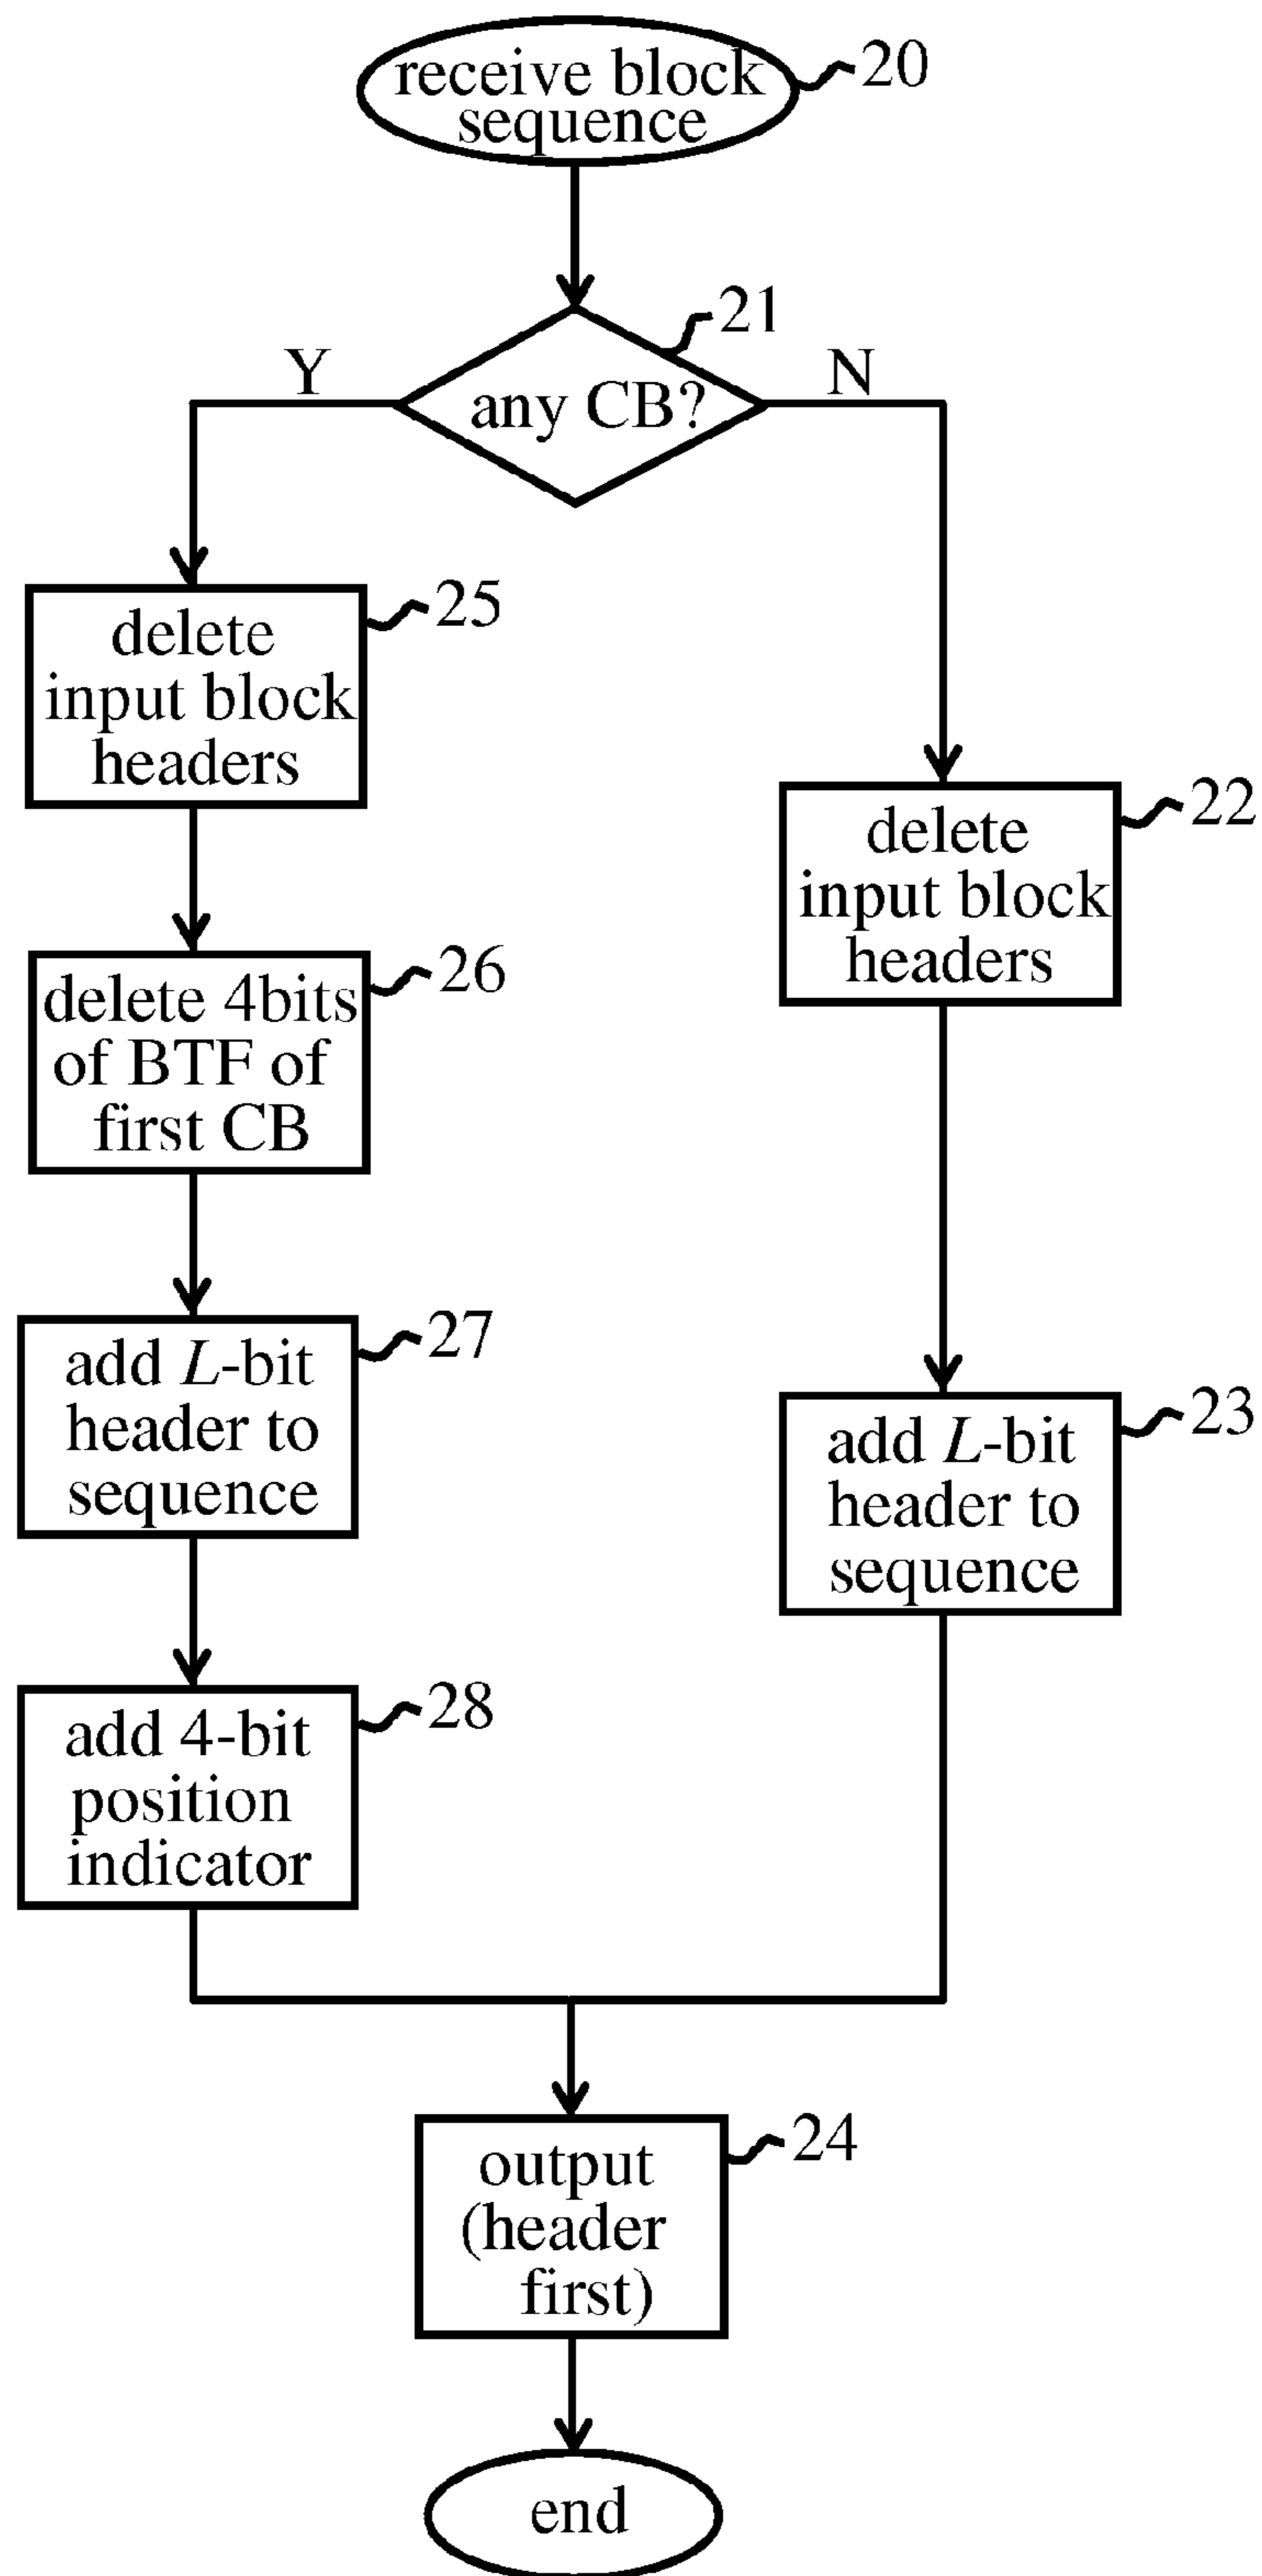 receive block
sequence
20
21
any CB?
Y
N
delete
input block
headers
25
delete 4bits
of BTF of
first CB
26
add L-bit
header to
sequence
27
add 4-bit
position
indicator
28
delete
input block
headers
22
add L-bit
header to
sequence
23
output
(header
first)
24
end